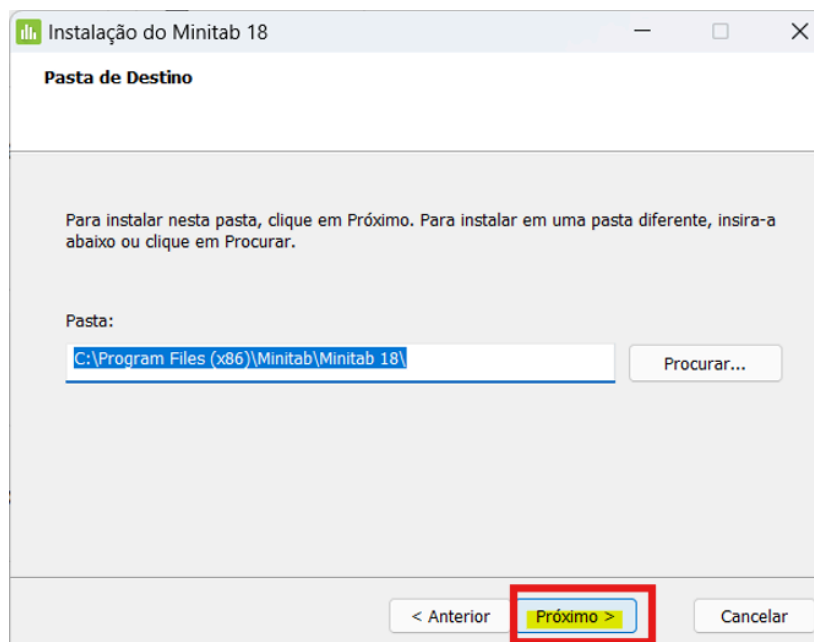 Instalação do Minitab 18
Pasta de Destino
Para instalar nesta pasta, clique em Próximo. Para instalar em uma pasta diferente, insira-a
abaixo ou clique em Procurar.
Pasta:
C:\Program Files (x86)\Minitab\Minitab 18\
Procurar...
< Anterior
Próximo >
Cancelar